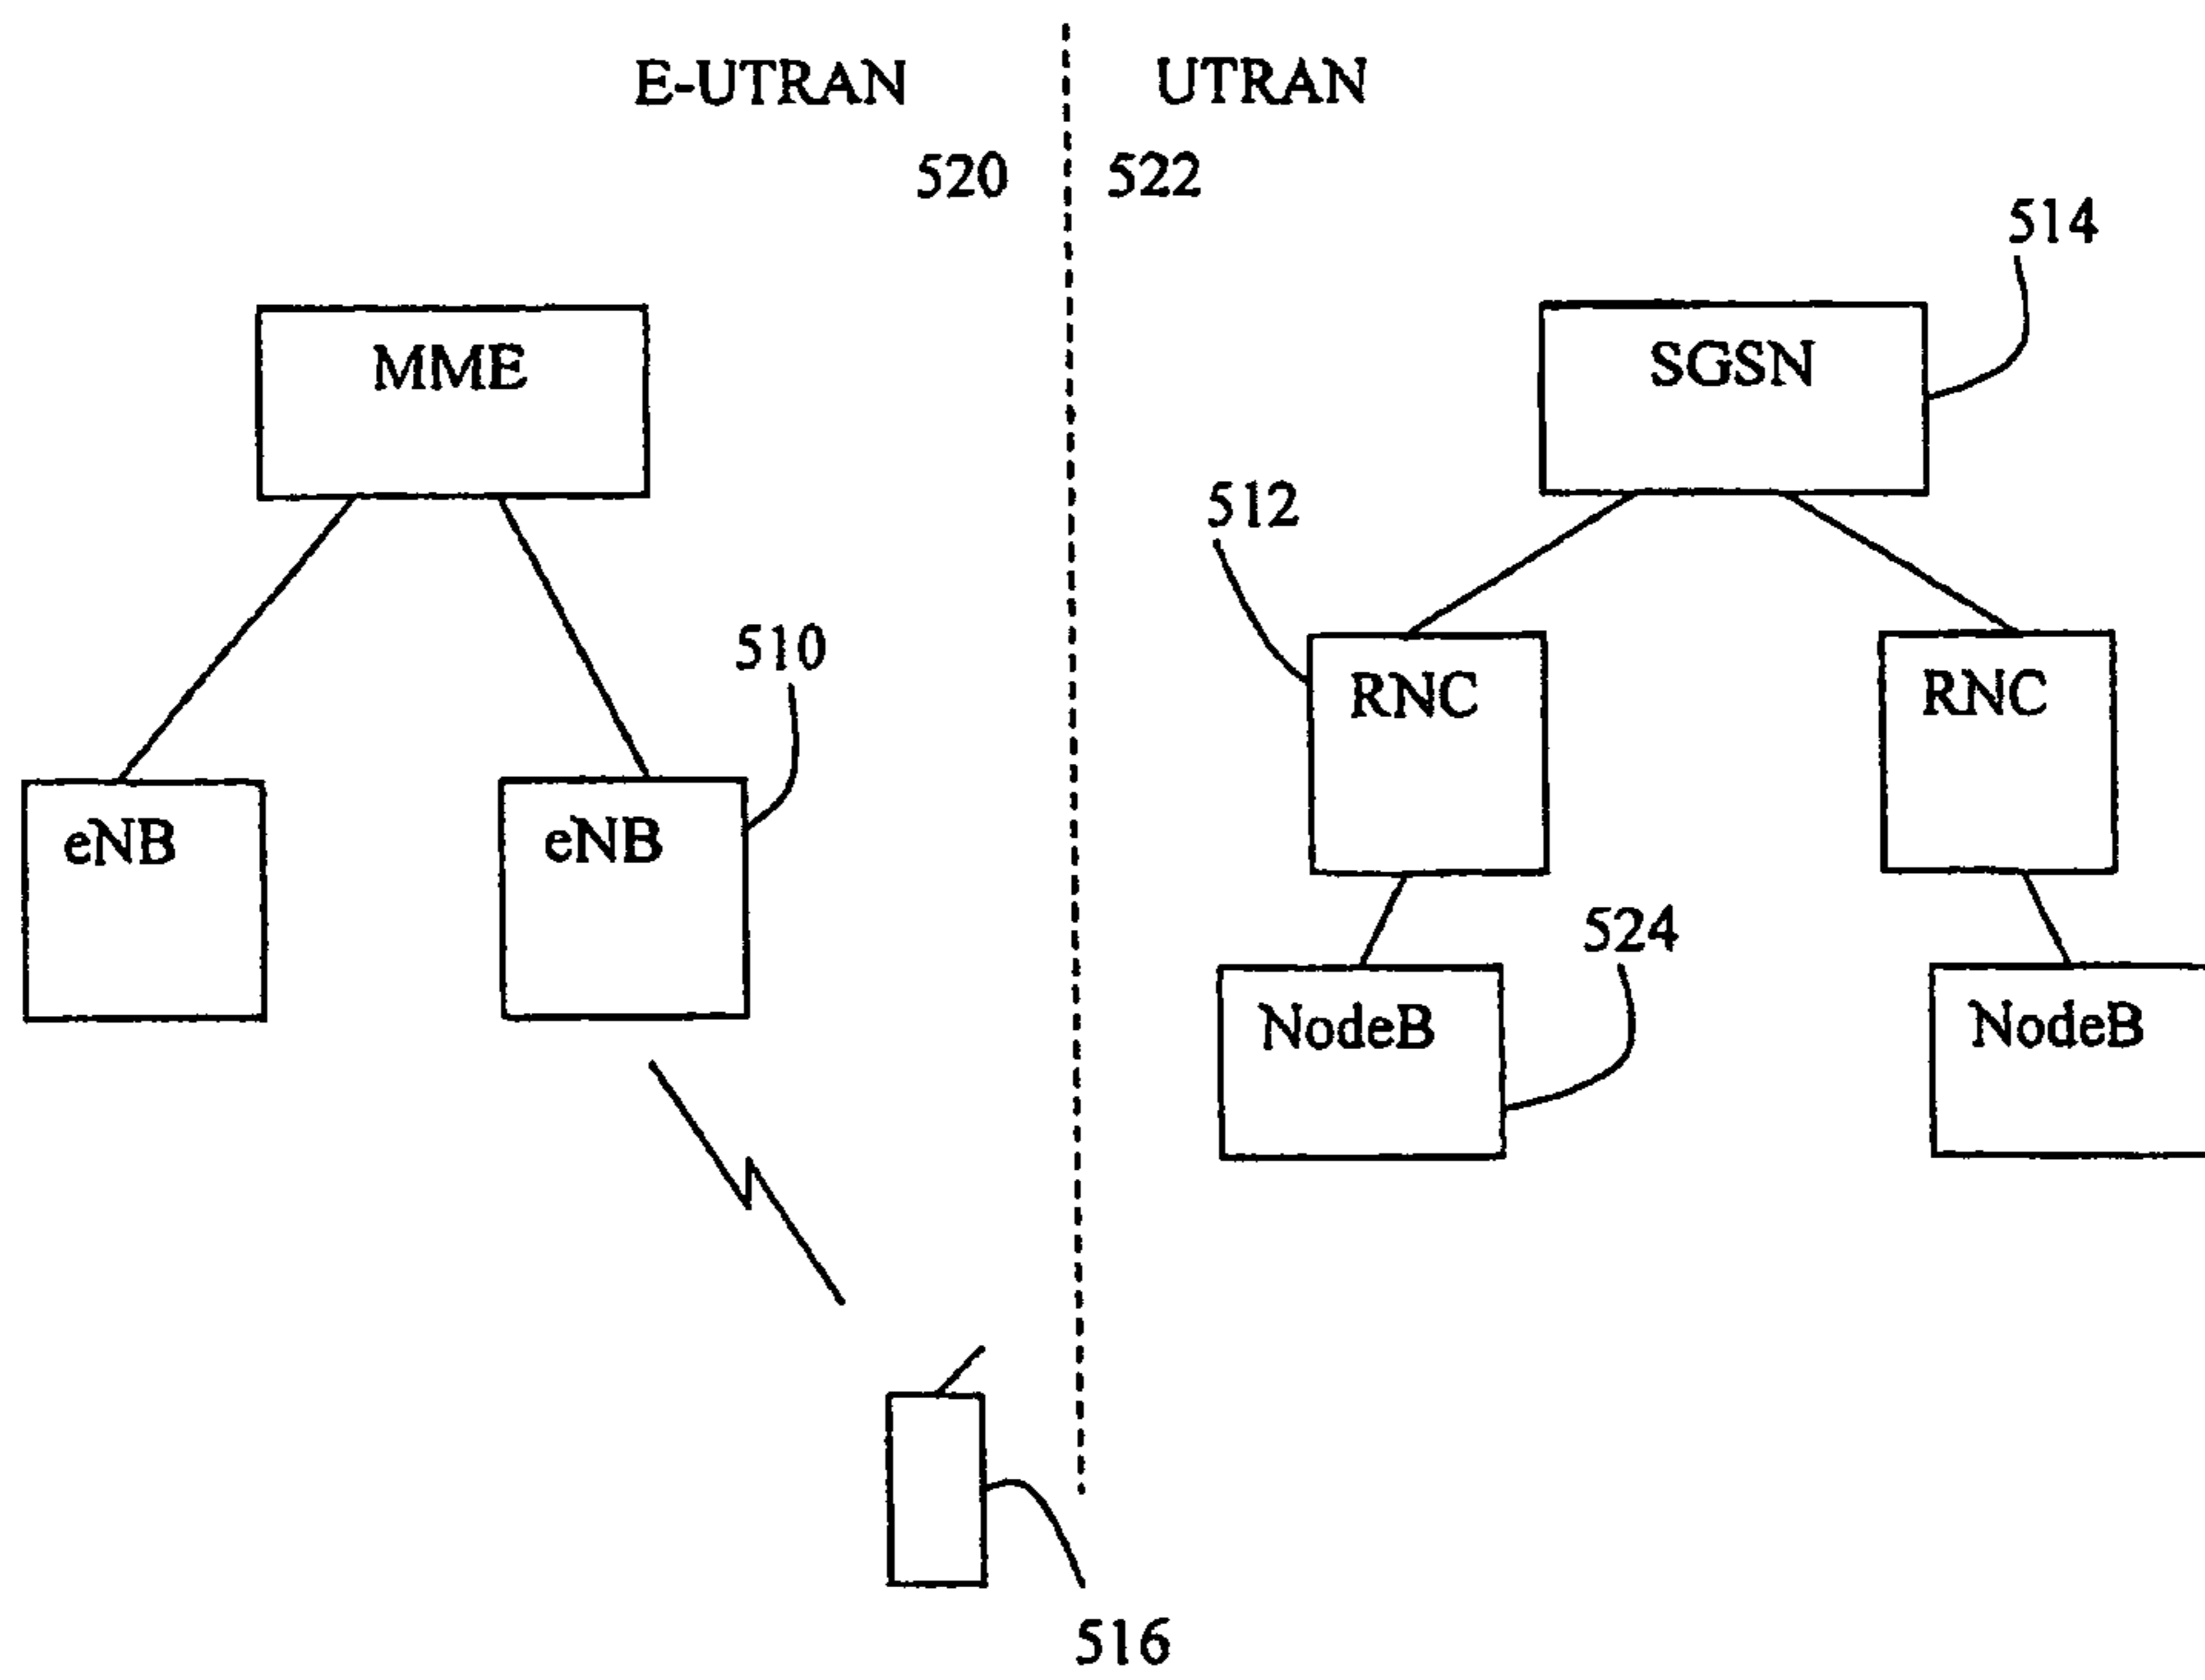 E-UTRAN
UTRAN
520
522
514
MME
SGSN
512
510
RNC
RNC
eNB
eNB
524
NodeB
NodeB
516